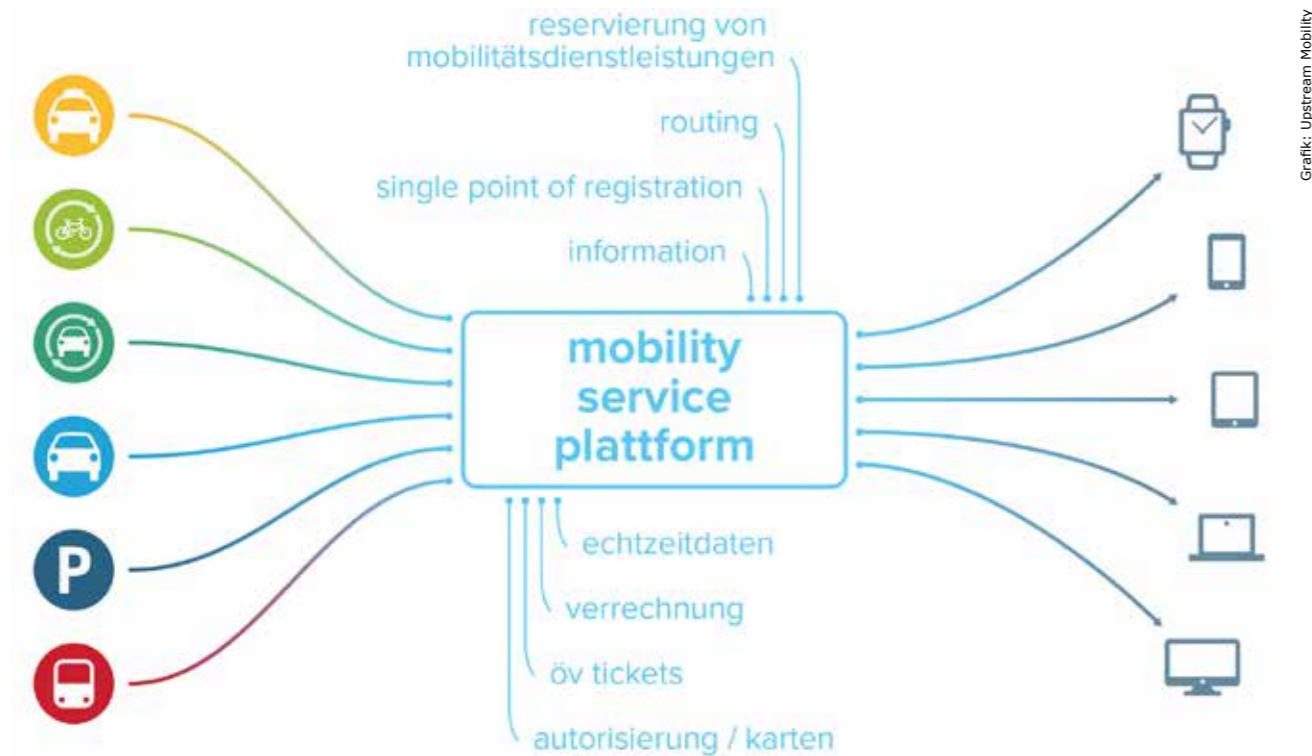 reservierung von
mobilitätsdienstleistungen
routing
single point of registration
information
mobility
service
plattform
P
echtzeitdaten
verrechnung
öv tickets
autorisierung / karten
Grafik: Upstream Mobility